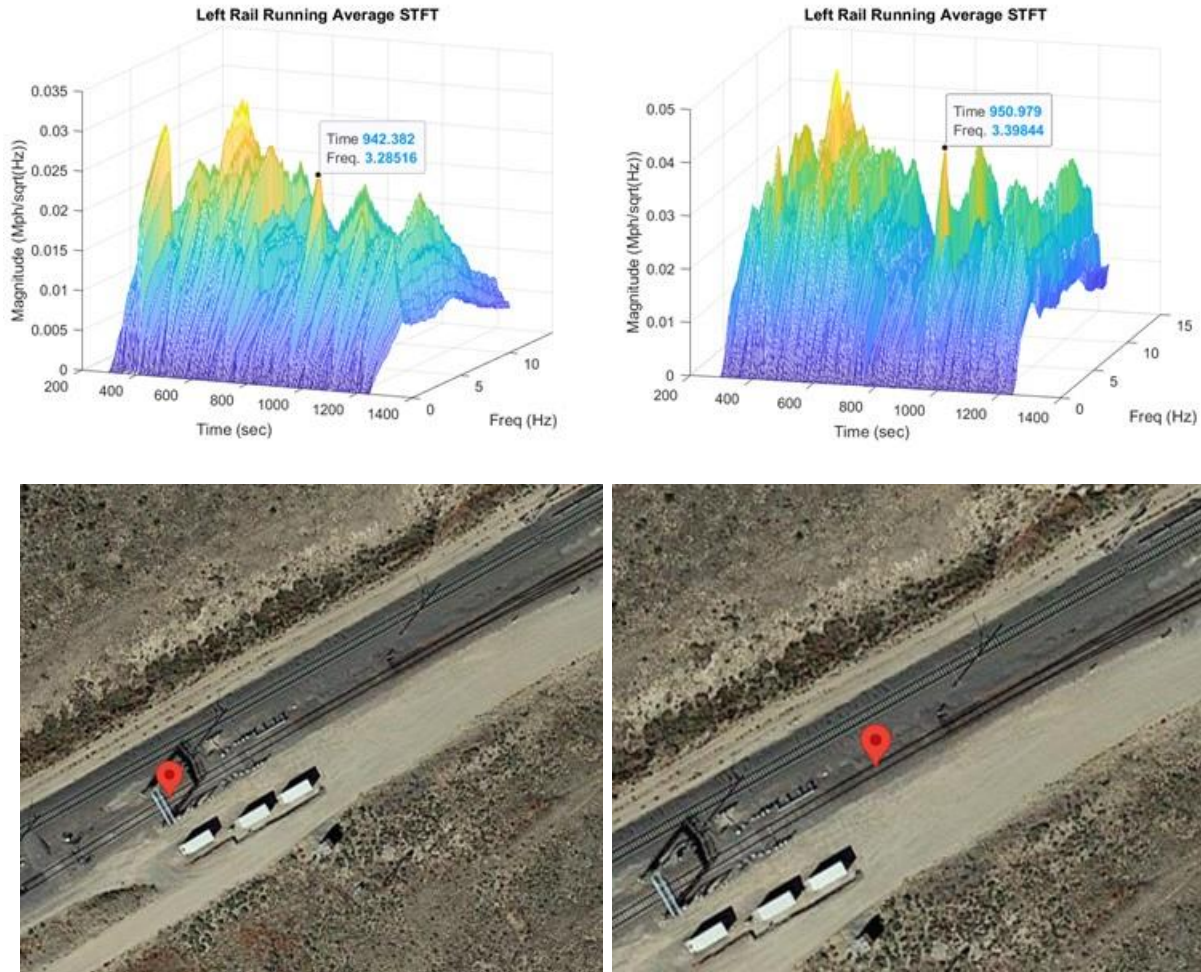 Left Rail Running Average STFT
0.035
0.03
0.025
0.02
0.015
0.01
0.005
0
Magnitude (Mph/sqrt(Hz))
Time 942.382
Freq. 3.28516
200
400
600
800
1000
1200
1400
Time (sec)
0
5
10
Freq (Hz)
Left Rail Running Average STFT
0.05
0.04
0.03
0.02
0.01
0
Magnitude (Mph/sqrt(Hz))
Time 950.979
Freq. 3.39844
200
400
600
800
1000
1200
1400
Time (sec)
0
5
10
15
Freq (Hz)